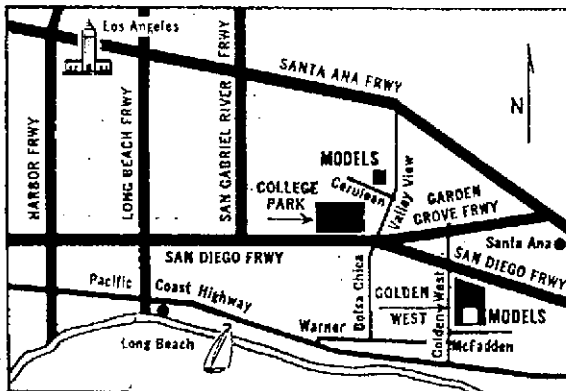 Los Angeles
HARBOR FRWY
LONG BEACH FRWY
SAN GABRIEL RIVER FRWY
SANTA ANA FRWY
N
MODELS
Cerulean
Valley View
COLLEGE
PARK
GARDEN
GROVE FRWY
Santa Ana
SAN DIEGO FRWY
SAN DIEGO FRWY
Pacific Coast Highway
Long Beach
Bolsa Chica
GOLDEN
WEST
Goldenwest
MODELS
Warner
McFadden